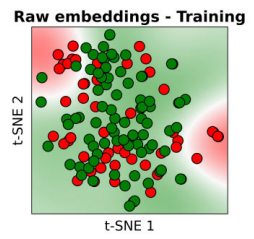 Raw embeddings - Training
t-SNE 2
t-SNE 1